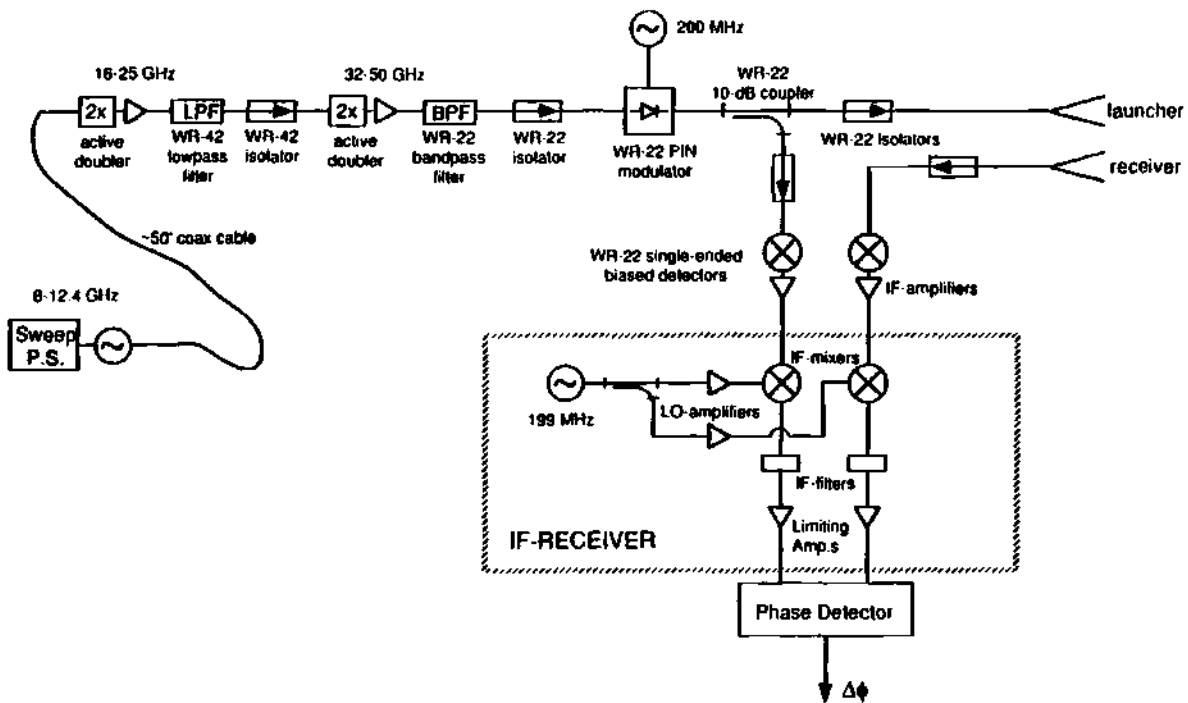 200 MHz
16-25 GHz
32-50 GHz
WR-22
10-dB coupler
2x
LPF
2x
BPF
launcher
active
doubler
WR-42
lowpass
filter
WR-42
isolator
active
doubler
WR-22
bandpass
filter
WR-22
isolator
WR-22 PIN
modulator
WR-22 Isolators
receiver
~50' coax cable
WR-22 single-ended
biased detectors
IF-amplifiers
8-12.4 GHz
Sweep
P.S.
IF-mixers
199 MHz
LO-amplifiers
IF-filters
Limiting
Amp.s
IF-RECEIVER
Phase Detector
Δϕ